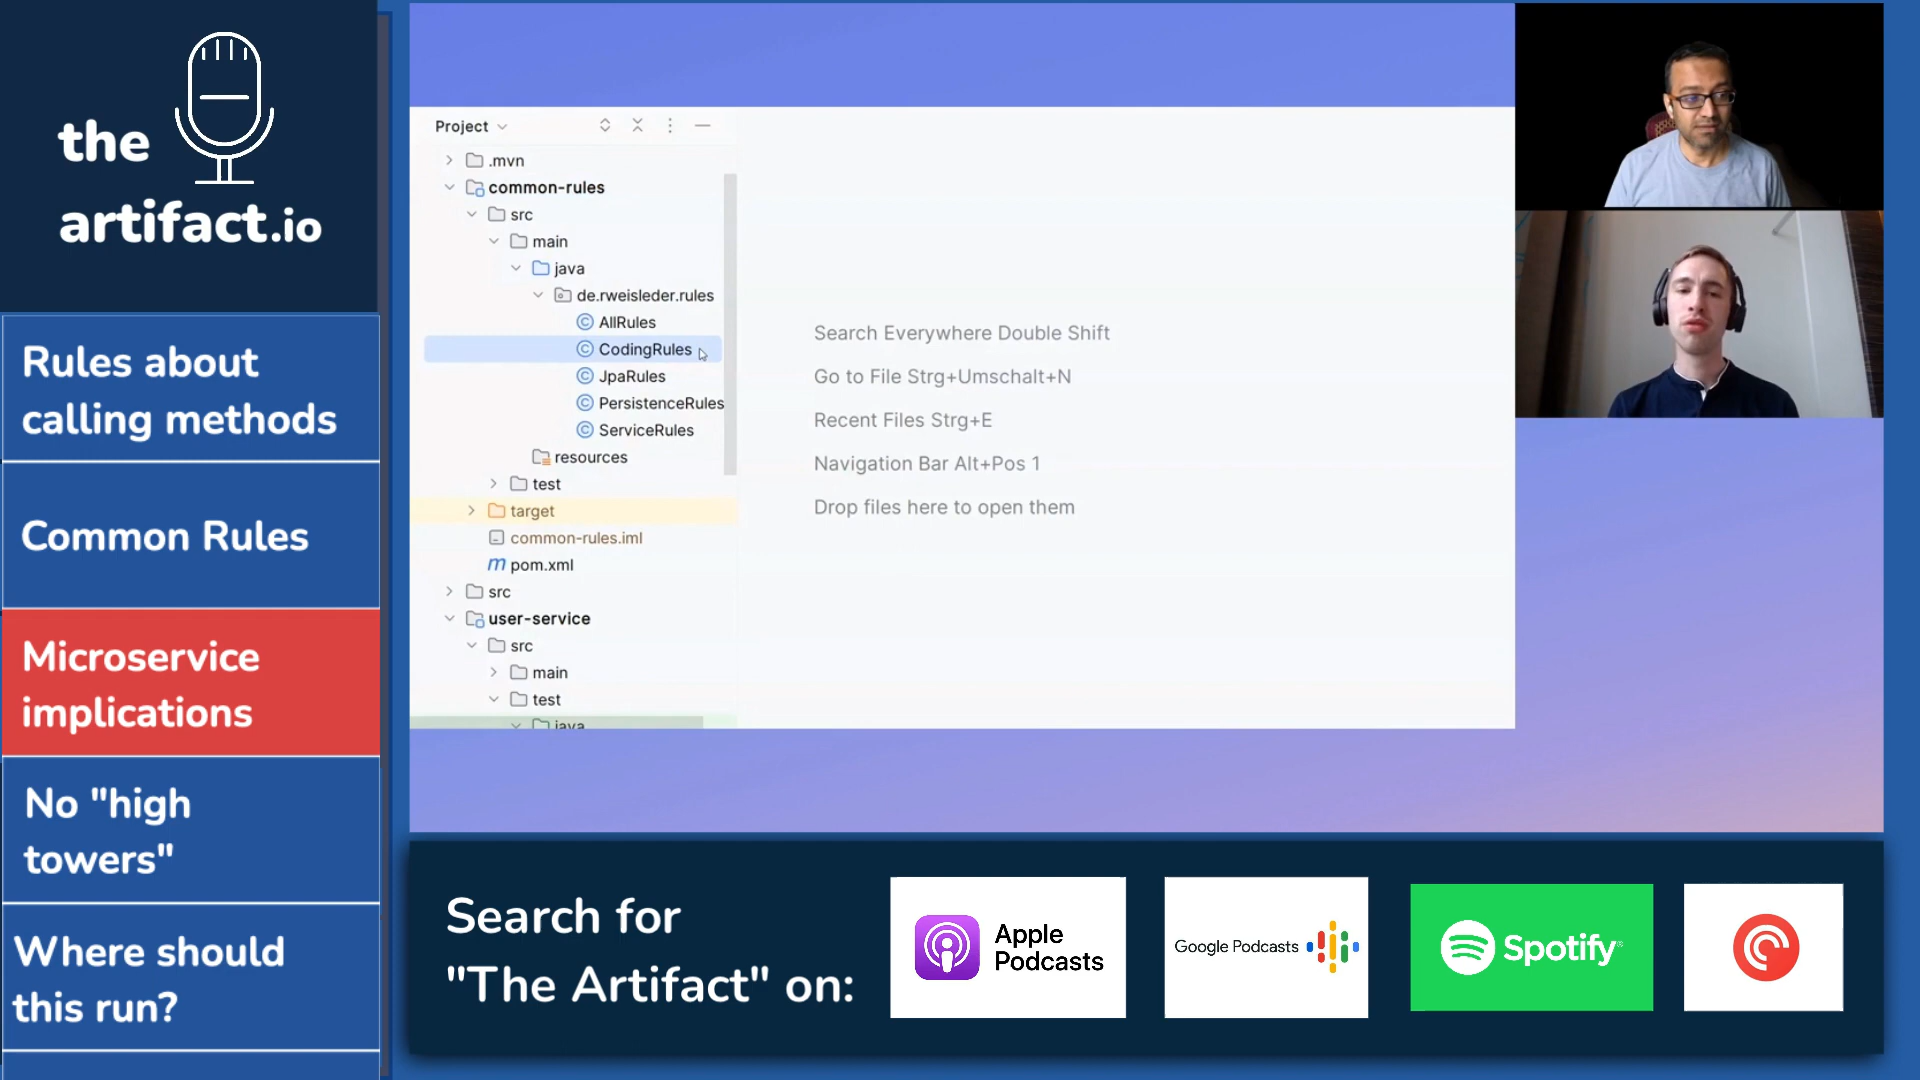 the
artifact.io
Rules about
calling methods
Common Rules
Microservice
implications
No "high
towers"
Where should
this run?
Project
.mvn
common-rules
src
main
java
de.rweisleder.rules
AllRules
CodingRules
JpaRules
PersistenceRules
ServiceRules
resources
test
target
common-rules.iml
pom.xml
src
user-service
src
main
test
java
Search Everywhere Double Shift
Go to File Strg+Umschalt+N
Recent Files Strg+E
Navigation Bar Alt+Pos 1
Drop files here to open them
Search for
"The Artifact" on:
Apple
Podcasts
Google Podcasts
Spotify